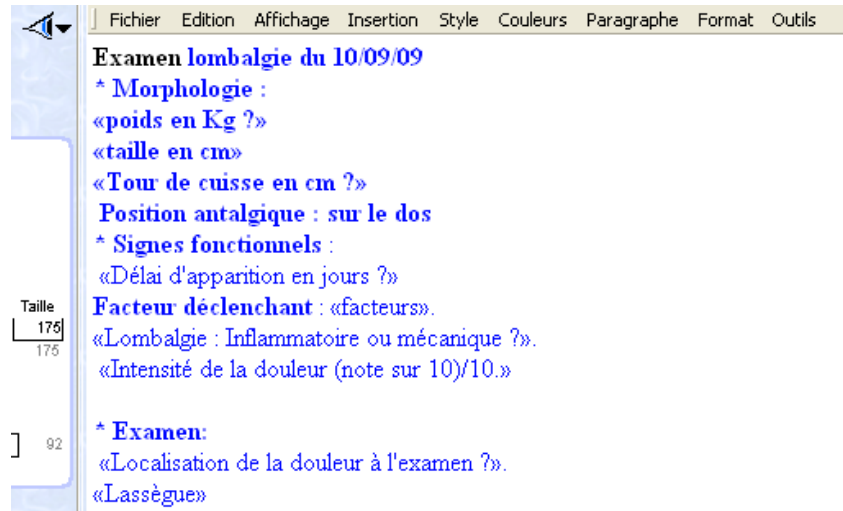 Fichier Edition Affichage Insertion Style Couleurs Paragraphe Format Outils
Examen lombalgie du 10/09/09
* Morphologie :
«poids en Kg ?»
«taille en cm»
«Tour de cuisse en cm ?»
Position antalgique : sur le dos
* Signes fonctionnels :
«Délai d'apparition en jours ?»
Facteur déclenchant : «facteurs».
«Lombalgie : Inflammatoire ou mécanique ?».
«Intensité de la douleur (note sur 10)/10.»
* Examen:
«Localisation de la douleur à l'examen ?».
«Lassègue»
Taille
175
175
92